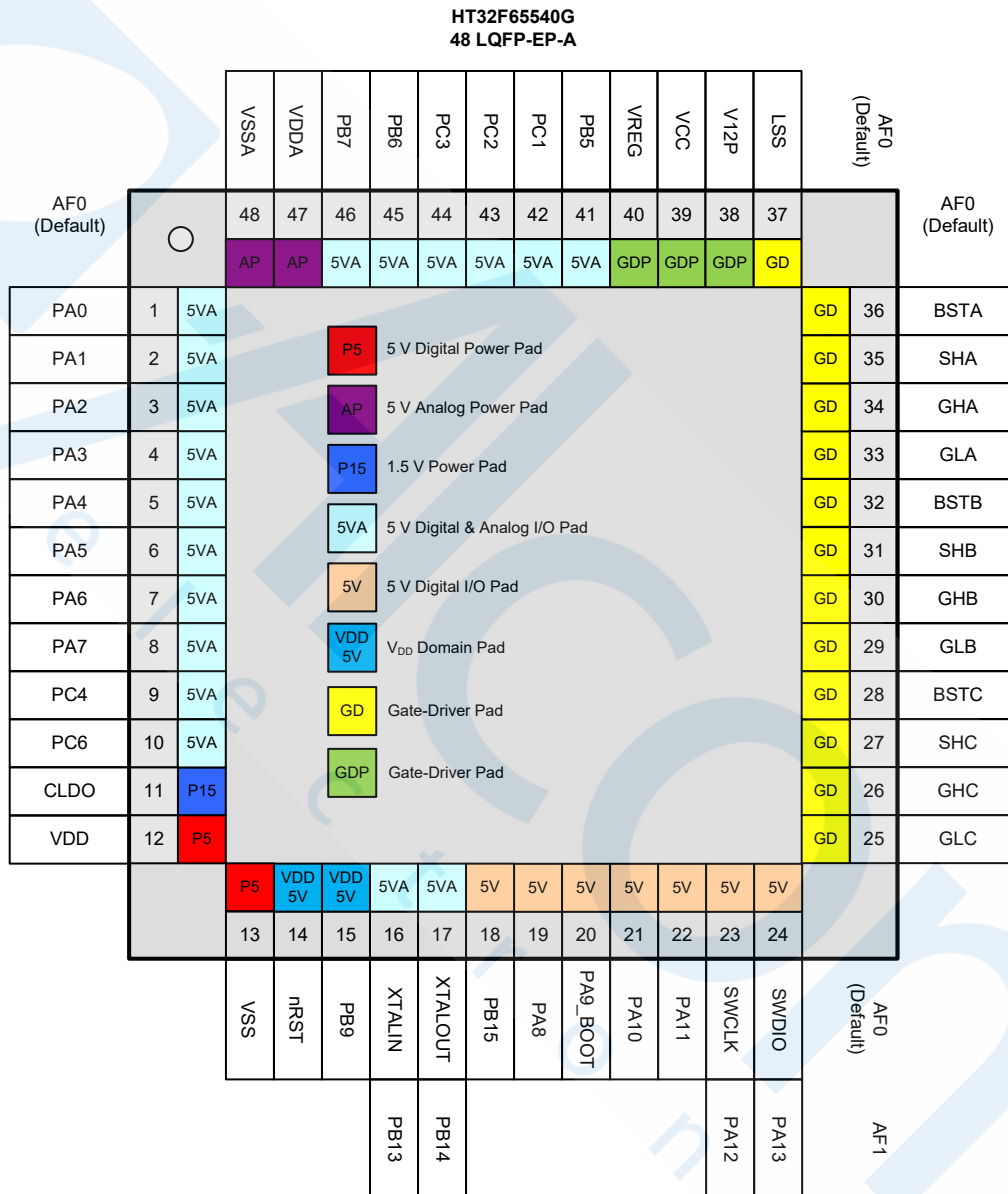 HT32F65540G
48 LQFP-EP-A
VSSA VDDA PB7 PB6 PC3 PC2 PC1 PB5 VREG VCC V12P LSS AF0 (Default)
AF0 (Default)
48 47 46 45 44 43 42 41 40 39 38 37
AF0 (Default)
AP AP 5VA 5VA 5VA 5VA 5VA 5VA GDP GDP GDP GD
PA0 1 5VA GD 36 BSTA
PA1 2 5VA P5 5 V Digital Power Pad GD 35 SHA
PA2 3 5VA AP 5 V Analog Power Pad GD 34 GHA
PA3 4 5VA P15 1.5 V Power Pad GD 33 GLA
PA4 5 5VA 5VA 5 V Digital & Analog I/O Pad GD 32 BSTB
PA5 6 5VA GD 31 SHB
PA6 7 5VA 5V 5 V Digital I/O Pad GD 30 GHB
PA7 8 5VA VDD 5V VDD Domain Pad GD 29 GLB
PC4 9 5VA GD Gate-Driver Pad GD 28 BSTC
PC6 10 5VA GDP Gate-Driver Pad GD 27 SHC
CLDO 11 P15 GD 26 GHC
VDD 12 P5 GD 25 GLC
P5 VDD 5V VDD 5V 5VA 5VA 5V 5V 5V 5V 5V 5V 5V
13 14 15 16 17 18 19 20 21 22 23 24
VSS nRST PB9 XTALIN XTALOUT PB15 PA8 PA9_BOOT PA10 PA11 SWCLK SWDIO AF0 (Default)
PB13 PB14 PA12 PA13 AF1